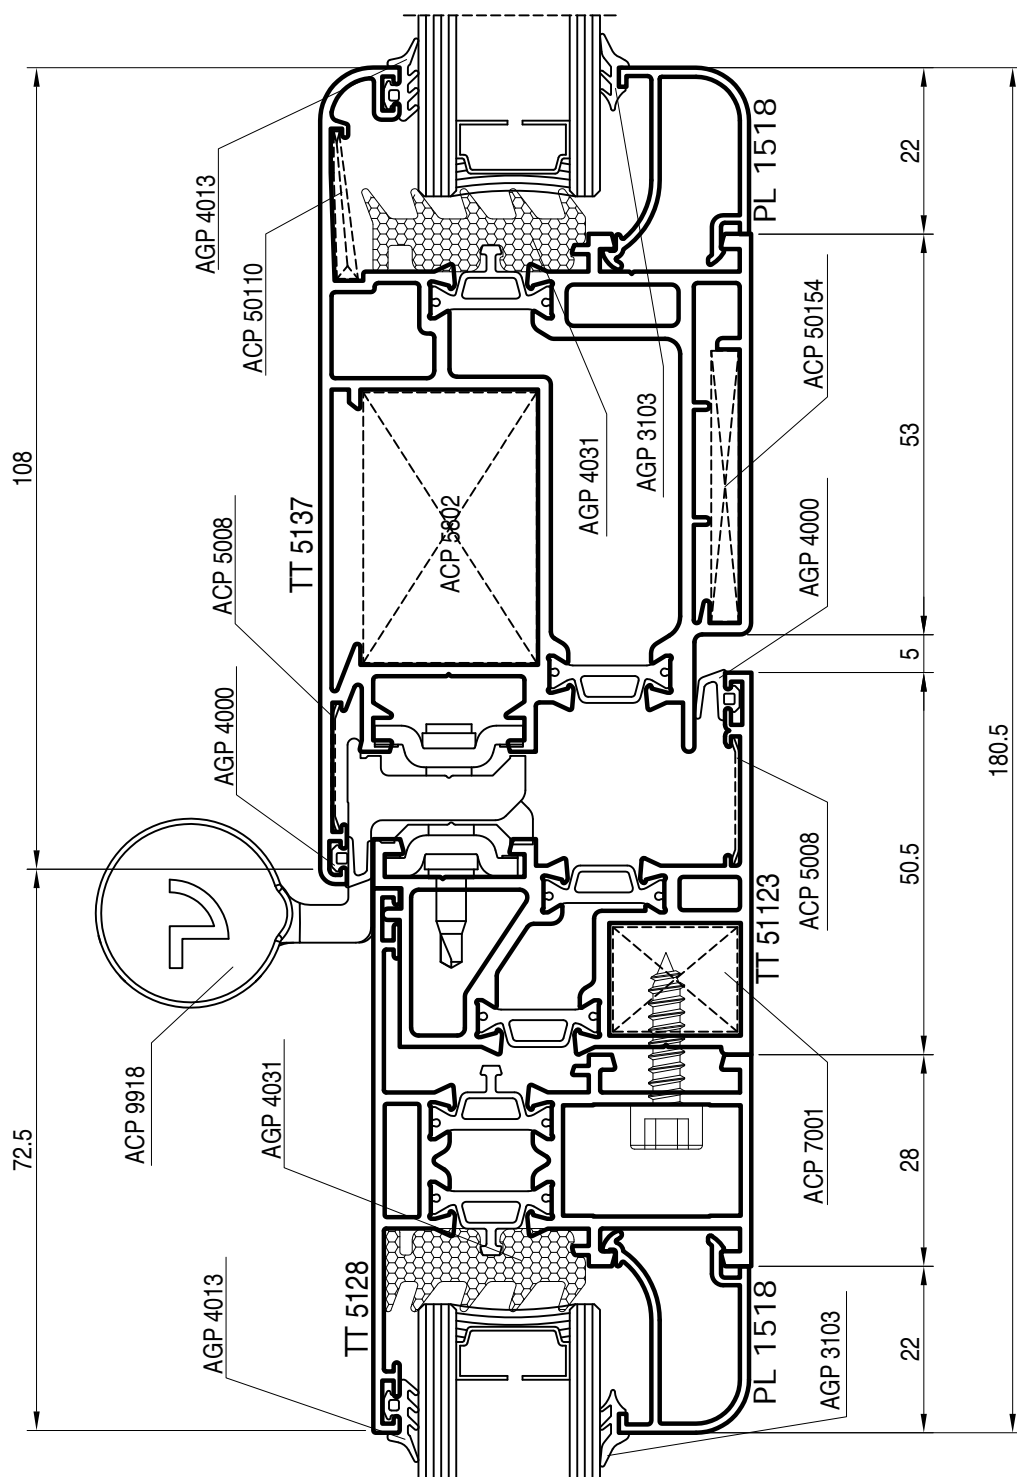 AGP 4013
ACP 50110
PL 1518
22
108
TT 5137
ACP 5008
AGP 4000
ACP 5802
AGP 4031
AGP 3103
ACP 50154
53
AGP 4000
5
180.5
50.5
ACP 5008
TT 51123
ACP 9918
72.5
AGP 4031
ACP 7001
28
AGP 4013
TT 5128
PL 1518
AGP 3103
22